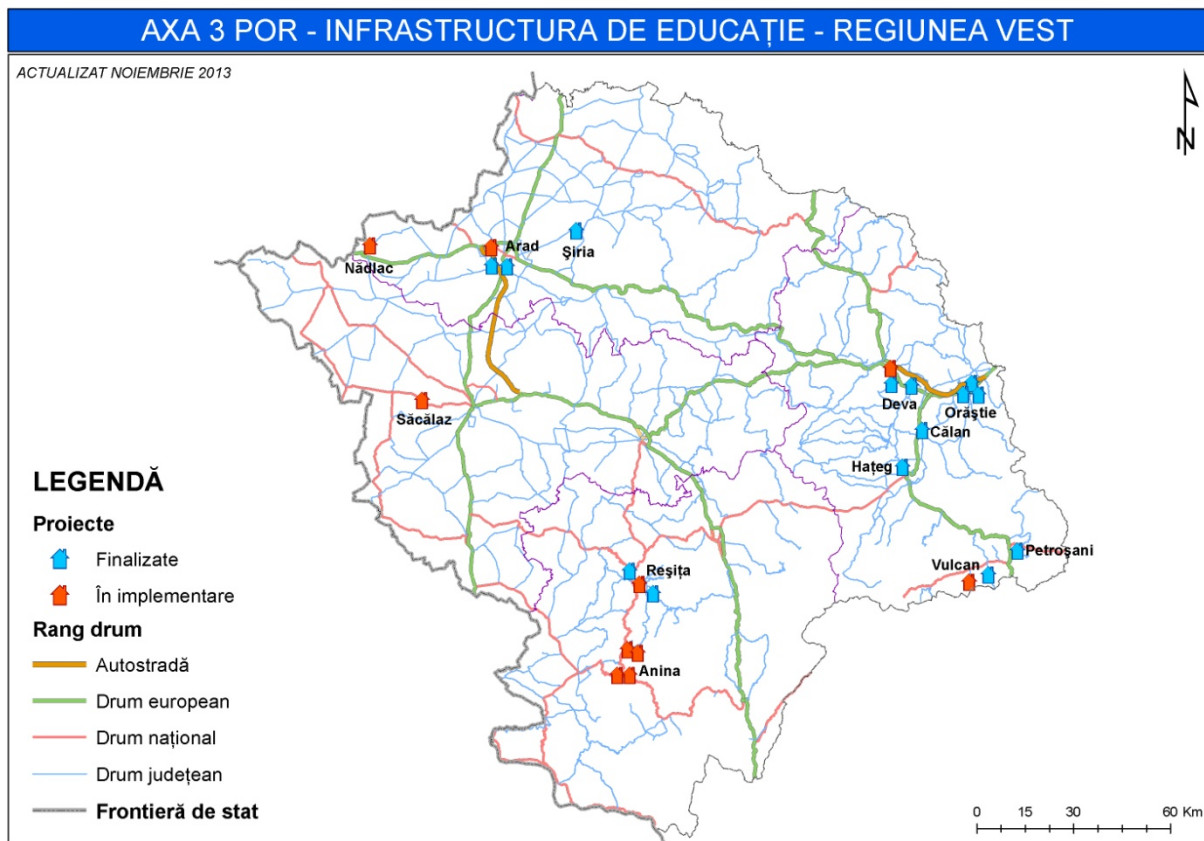 AXA 3 POR - INFRASTRUCTURA DE EDUCAȚIE - REGIUNEA VEST
ACTUALIZAT NOIEMBRIE 2013
N
Arad
Șiria
Nădlac
Săcălaz
Deva
Orăștie
Călan
Hațeg
Petroșani
Vulcan
Reșița
Anina
LEGENDĂ
Proiecte
Finalizate
În implementare
Rang drum
Autostradă
Drum european
Drum național
Drum județean
Frontieră de stat
0 15 30 60 Km